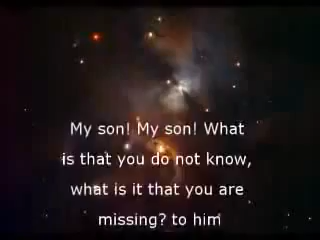 My son! My son! What
is that you do not know,
what is it that you are
missing? to him